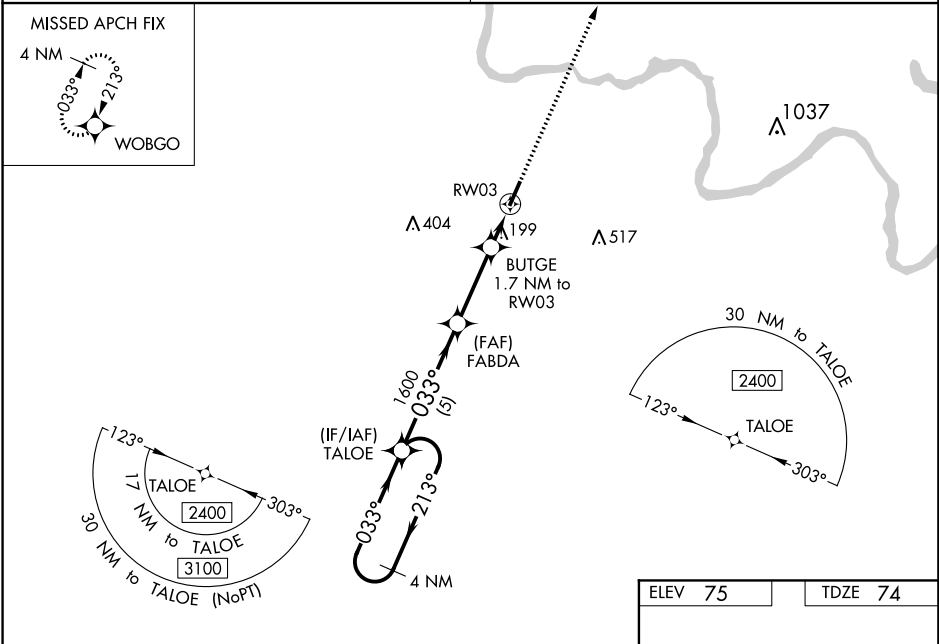 MISSED APCH FIX
4 NM
033°
213°
WOBGO
1037
RW03
404
199
517
BUTGE
1.7 NM to
RW03
(FAF)
FABDA
1600
033°
(5)
(IF/IAF)
TALOE
033°
213°
4 NM
30 NM to TALOE
2400
123°
TALOE
303°
123°
TALOE
303°
2400
17 NM to TALOE
3100
30 NM to TALOE (NoPT)
ELEV 75
TDZE 74